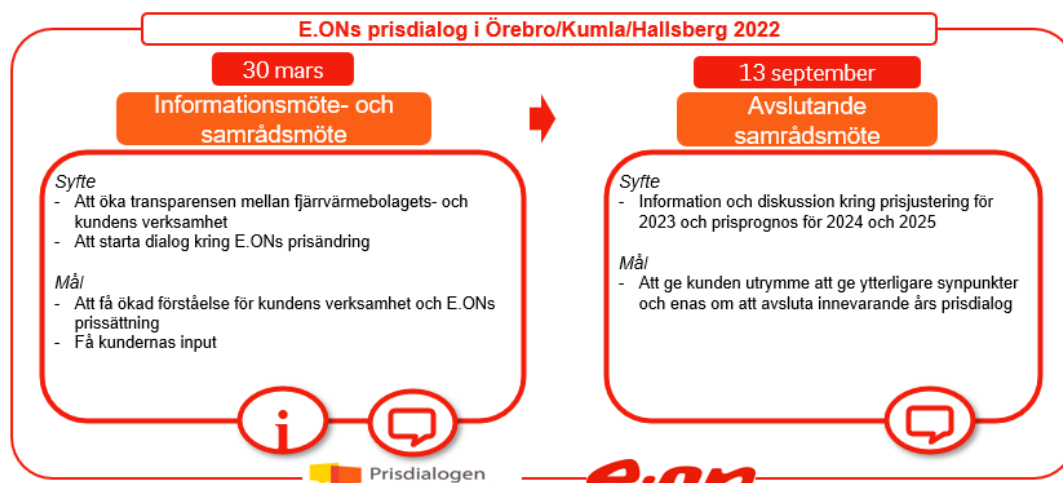 E.ONs prisdialog i Örebro/Kumla/Hallsberg 2022
30 mars
Informationsmöte- och
samrådsmöte
Syfte
- Att öka transparensen mellan fjärrvärmebolagets- och
kundens verksamhet
- Att starta dialog kring E.ONs prisändring
Mål
- Att få ökad förståelse för kundens verksamhet och E.ONs
prissättning
- Få kundernas input
13 september
Avslutande
samrådsmöte
Syfte
- Information och diskussion kring prisjustering för
2023 och prisprognos för 2024 och 2025
Mål
- Att ge kunden utrymme att ge ytterligare synpunkter
och enas om att avsluta innevarande års prisdialog
i
Prisdialogen
e.on